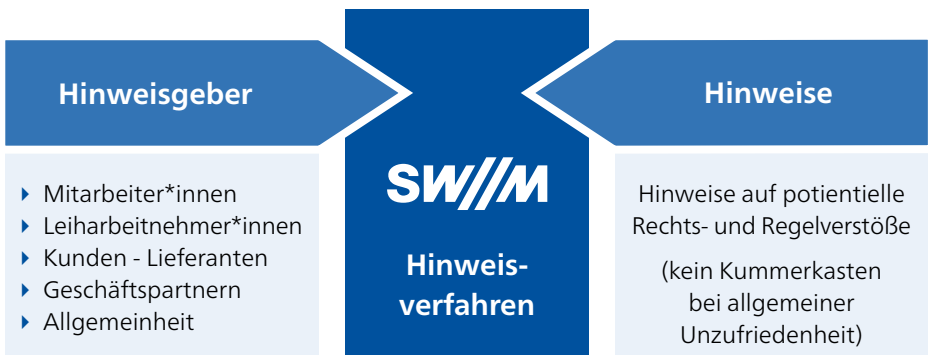 Hinweisgeber
Mitarbeiter*innen
Leiharbeitnehmer*innen
Kunden - Lieferanten
Geschäftspartnern
Allgemeinheit
SW//M
Hinweis-
verfahren
Hinweise
Hinweise auf potientielle
Rechts- und Regelverstöße
(kein Kummerkasten
bei allgemeiner
Unzufriedenheit)